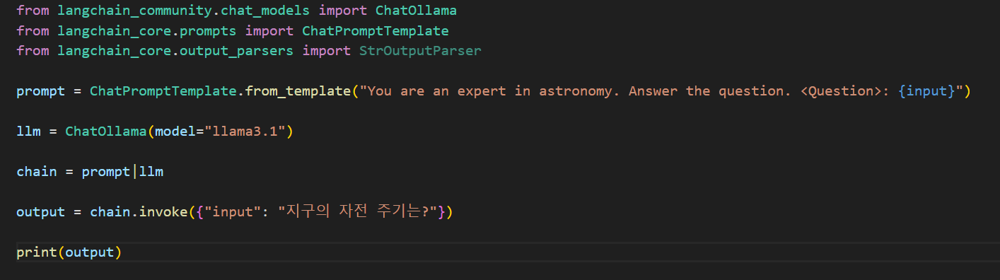 from langchain_community.chat_models import ChatOllama
from langchain_core.prompts import ChatPromptTemplate
from langchain_core.output_parsers import StrOutputParser
prompt = ChatPromptTemplate.from_template("You are an expert in astronomy. Answer the question. <Question>: {input}")
llm = ChatOllama(model="llama3.1")
chain = prompt|llm
output = chain.invoke({"input": "지구의 자전 주기는?"})
print(output)